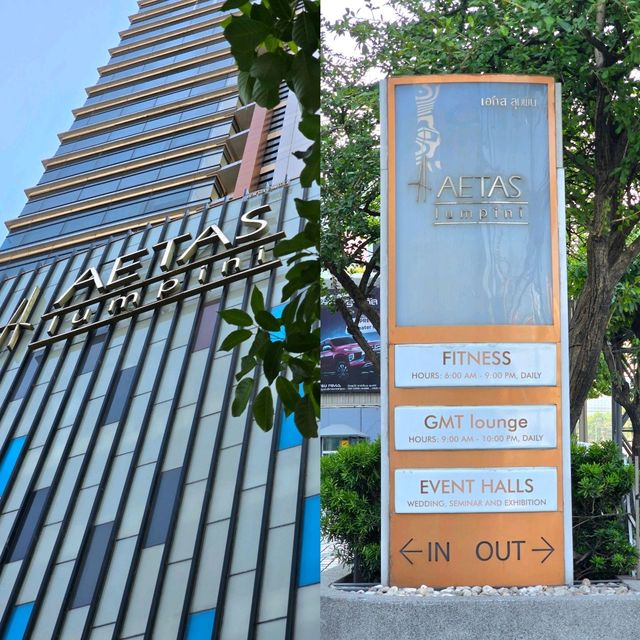 AETAS
lumpini
เอทัส ลุมพินี
AETAS
lumpini
FITNESS
HOURS: 6:00 AM - 9:00 PM, DAILY
GMT lounge
HOURS: 9:00 AM - 10:00 PM, DAILY
EVENT HALLS
WEDDING, SEMINAR AND EXHIBITION
← IN OUT →